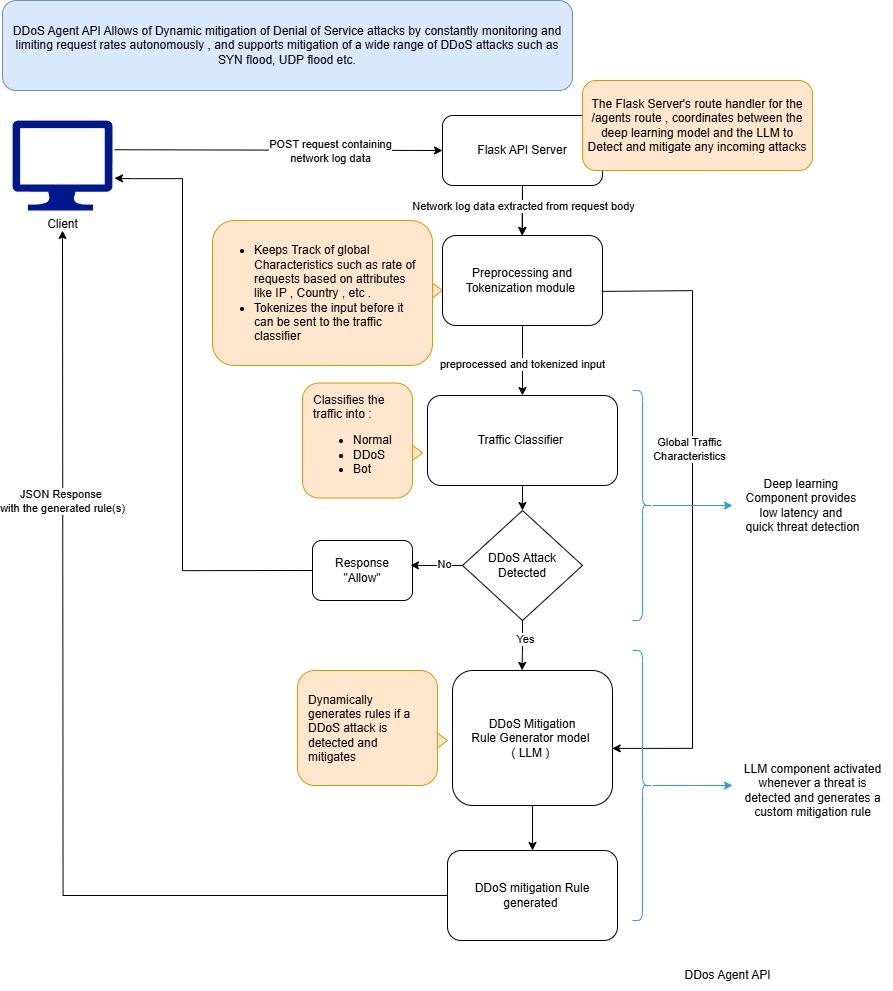 DDoS Agent API Allows of Dynamic mitigation of Denial of Service attacks by constantly monitoring and
limiting request rates autonomously , and supports mitigation of a wide range of DDoS attacks such as
SYN flood, UDP flood etc.
The Flask Server's route handler for the
/agents route , coordinates between the
deep learning model and the LLM to
Detect and mitigate any incoming attacks
POST request containing
network log data
Flask API Server
Client
Network log data extracted from request body
• Keeps Track of global
Characteristics such as rate of
requests based on attributes
like IP , Country , etc .
• Tokenizes the input before it
can be sent to the traffic
classifier
Preprocessing and
Tokenization module
preprocessed and tokenized input
Classifies the
traffic into :
• Normal
• DDoS
• Bot
Traffic Classifier
Global Traffic
Characteristics
Deep learning
Component provides
low latency and
quick threat detection
JSON Response
with the generated rule(s)
Response
"Allow"
No
DDoS Attack
Detected
Yes
Dynamically
generates rules if a
DDoS attack is
detected and
mitigates
DDoS Mitigation
Rule Generator model
( LLM )
LLM component activated
whenever a threat is
detected and generates a
custom mitigation rule
DDoS mitigation Rule
generated
DDos Agent API